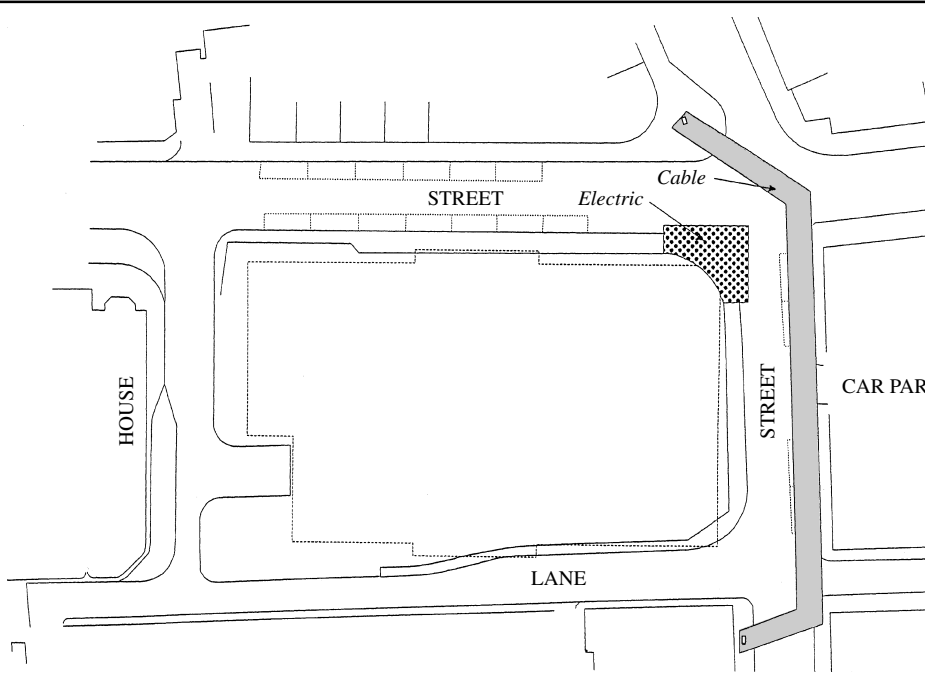 Cable
STREET
Electric
HOUSE
STREET
CAR PAR
LANE